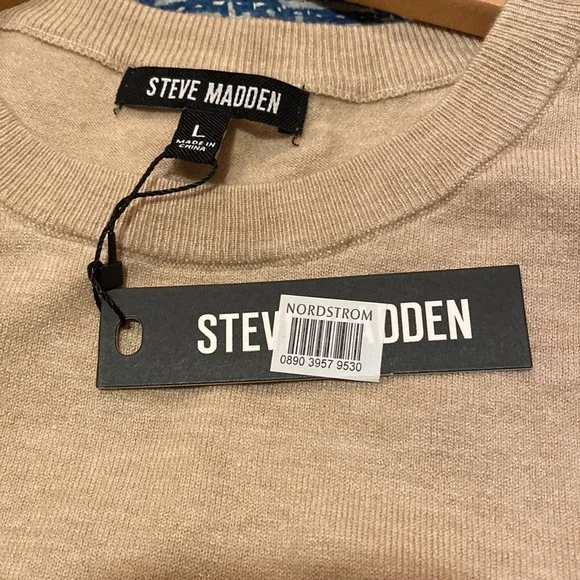 STEVE MADDEN
L
MADE IN
CHINA
STEVE MADDEN
NORDSTROM
0890 3957 9530